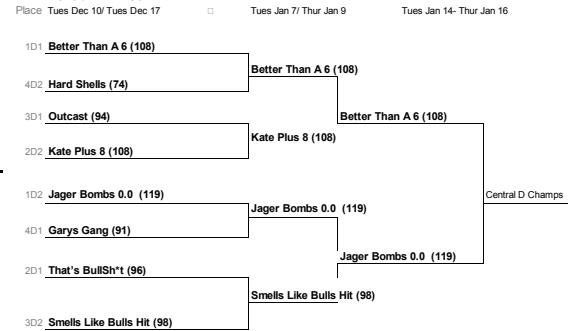 Place Tues Dec 10/ Tues Dec 17 □ Tues Jan 7/ Thur Jan 9 Tues Jan 14- Thur Jan 16
1D1 Better Than A 6 (108)
Better Than A 6 (108)
4D2 Hard Shells (74)
3D1 Outcast (94)
Better Than A 6 (108)
Kate Plus 8 (108)
2D2 Kate Plus 8 (108)
1D2 Jager Bombs 0.0 (119)
Central D Champs
Jager Bombs 0.0 (119)
4D1 Garys Gang (91)
Jager Bombs 0.0 (119)
2D1 That's BullSh*t (96)
Smells Like Bulls Hit (98)
3D2 Smells Like Bulls Hit (98)